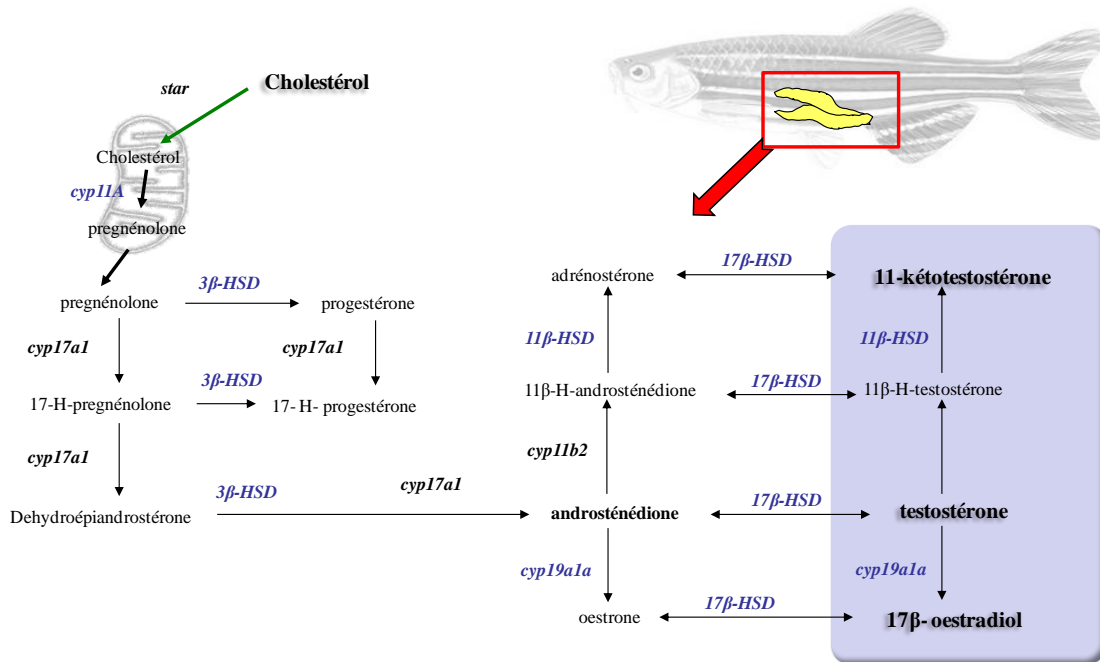 star
Cholestérol
Cholestérol
cyp11A
pregnénolone
pregnénolone
3β-HSD
progestérone
cyp17a1
cyp17a1
17-H-pregnénolone
3β-HSD
17- H- progestérone
cyp17a1
Dehydroépiandrostérone
3β-HSD
cyp17a1
adrénostérone
17β-HSD
11-kétotestostérone
11β-HSD
11β-HSD
11β-H-androsténédione
17β-HSD
11β-H-testostérone
cyp11b2
androsténédione
17β-HSD
testostérone
cyp19a1a
cyp19a1a
oestrone
17β-HSD
17β- oestradiol